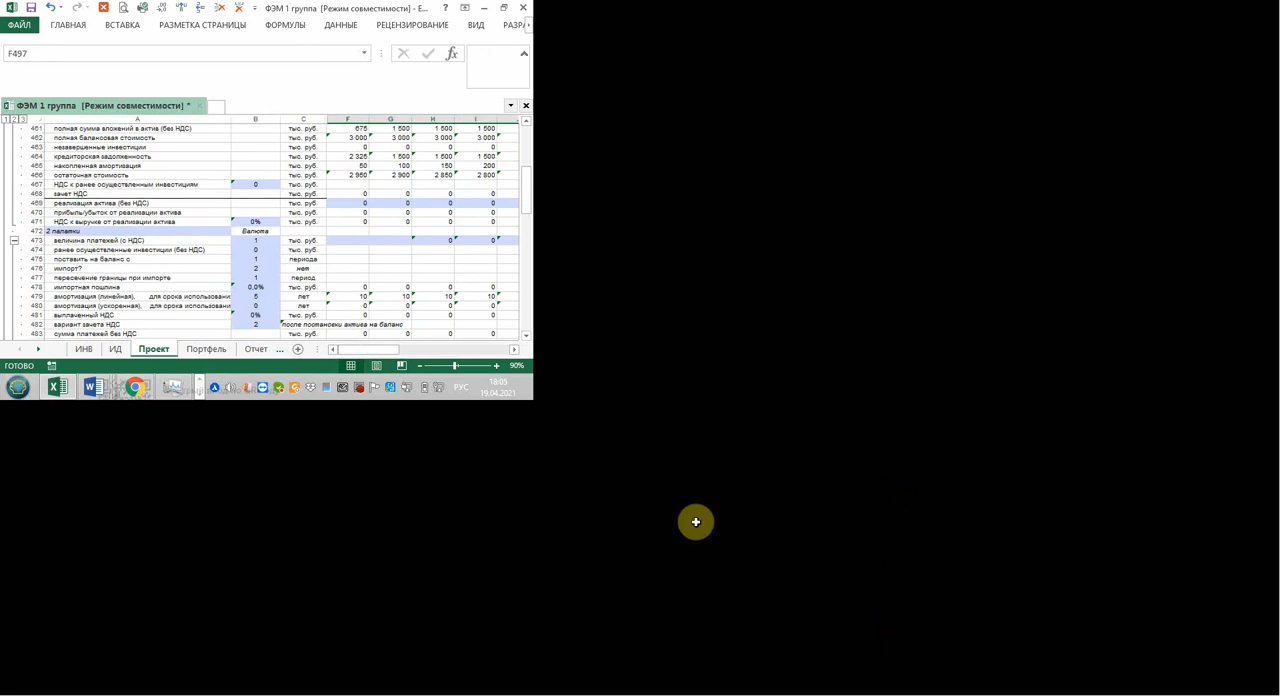 ФЭМ 1 группа [Режим совместимости] - E...
ФАЙЛ ГЛАВНАЯ ВСТАВКА РАЗМЕТКА СТРАНИЦЫ ФОРМУЛЫ ДАННЫЕ РЕЦЕНЗИРОВАНИЕ ВИД РАЗРА
F497
fx
ФЭМ 1 группа [Режим совместимости] *
1 2 3 A B C F G H I
461 полная сумма вложений в актив (без НДС) тыс. руб. 675 1 500 1 500 1 500
462 полная балансовая стоимость тыс. руб. 3 000 3 000 3 000 3 000
463 незавершенные инвестиции тыс. руб. 0 0 0 0
464 кредиторская задолженность тыс. руб. 2 325 1 500 1 500 1 500
465 накопленная амортизация тыс. руб. 50 100 150 200
466 остаточная стоимость тыс. руб. 2 950 2 900 2 850 2 800
467 НДС к ранее осуществленным инвестициям 0 тыс. руб.
468 зачет НДС тыс. руб. 0 0 0 0
469 реализация актива (без НДС) тыс. руб. 0 0 0 0
470 прибыль/убыток от реализации актива тыс. руб. 0 0 0 0
471 НДС к выручке от реализации актива 0% тыс. руб. 0 0 0 0
472 2 палатки Валюта
473 величина платежей (с НДС) 1 тыс. руб. 0 0
474 ранее осуществленные инвестиции (без НДС) 0 тыс. руб.
475 поставить на баланс с 1 периода
476 импорт? 2 нет
477 пересечение границы при импорте 1 период
478 импортная пошлина 0,0% тыс. руб. 0 0 0 0
479 амортизация (линейная), для срока использовани 5 лет 10 10 10 10
480 амортизация (ускоренная), для срока использовани 0 лет 0 0 0 0
481 выплаченный НДС 0% тыс. руб. 0 0 0 0
482 вариант зачета НДС 2 после постановки актива на баланс
483 сумма платежей без НДС тыс. руб. 0 0 0 0
ИНВ ИД Проект Портфель Отчет ...
ГОТОВО 90%
РУС 18:05
19.04.2021